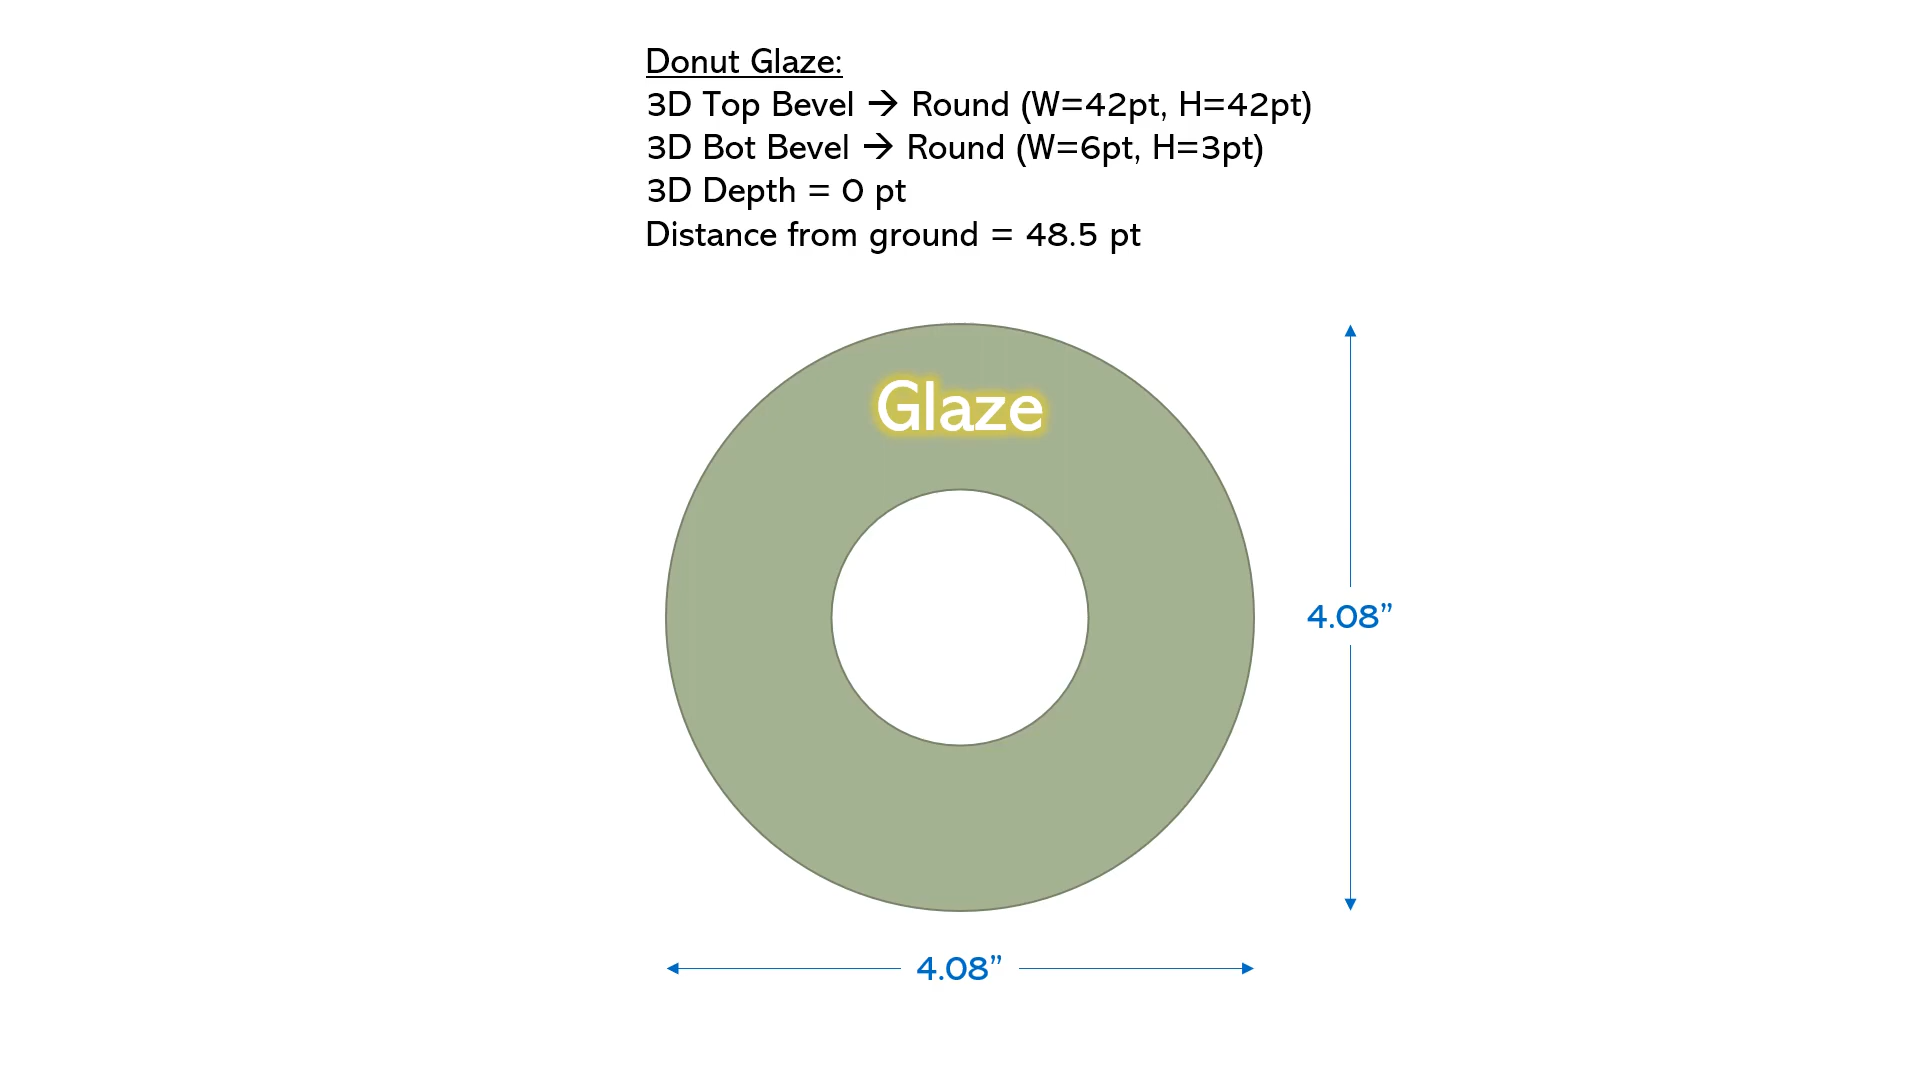 Donut Glaze:
3D Top Bevel → Round (W=42pt, H=42pt)
3D Bot Bevel → Round (W=6pt, H=3pt)
3D Depth = 0 pt
Distance from ground = 48.5 pt
Glaze
4.08”
4.08”